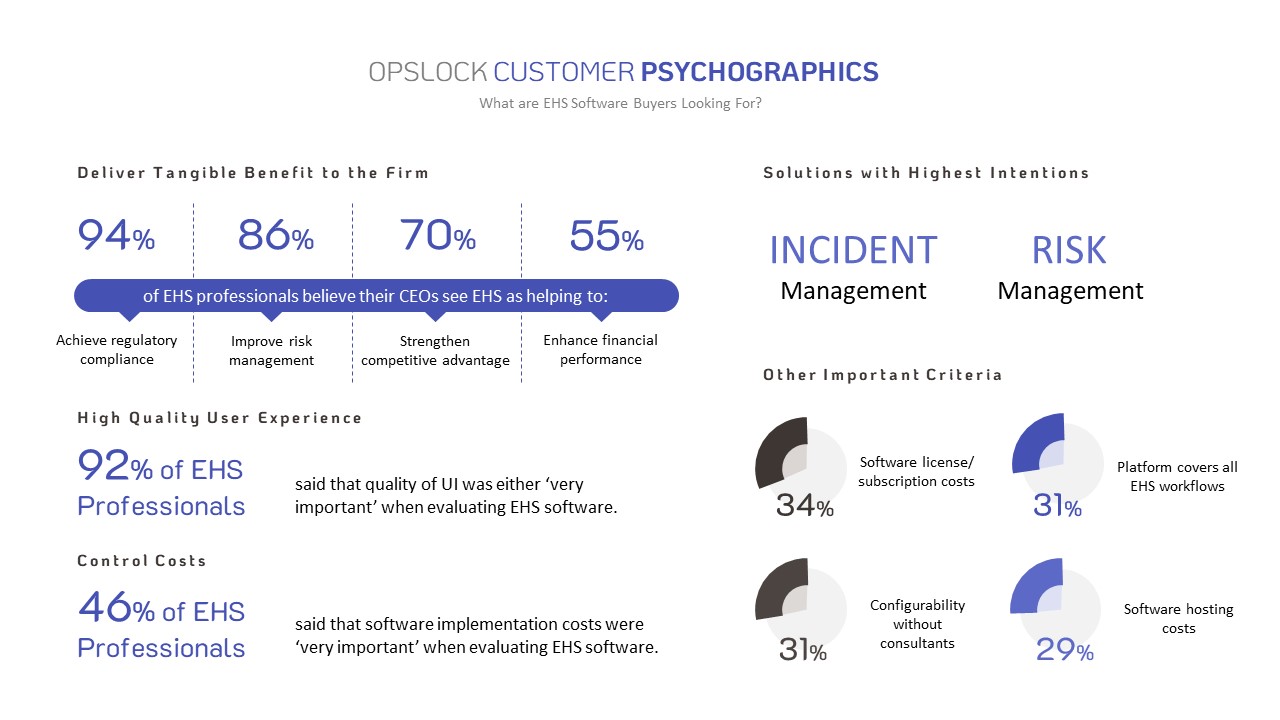 OPSLOCK CUSTOMER PSYCHOGRAPHICS
What are EHS Software Buyers Looking For?
Deliver Tangible Benefit to the Firm
94%
86%
70%
55%
of EHS professionals believe their CEOs see EHS as helping to:
Achieve regulatory
compliance
Improve risk
management
Strengthen
competitive advantage
Enhance financial
performance
High Quality User Experience
92% of EHS
Professionals
said that quality of UI was either ‘very
important’ when evaluating EHS software.
Control Costs
46% of EHS
Professionals
said that software implementation costs were
‘very important’ when evaluating EHS software.
Solutions with Highest Intentions
INCIDENT
Management
RISK
Management
Other Important Criteria
34%
Software license/
subscription costs
31%
Platform covers all
EHS workflows
31%
Configurability
without
consultants
29%
Software hosting
costs